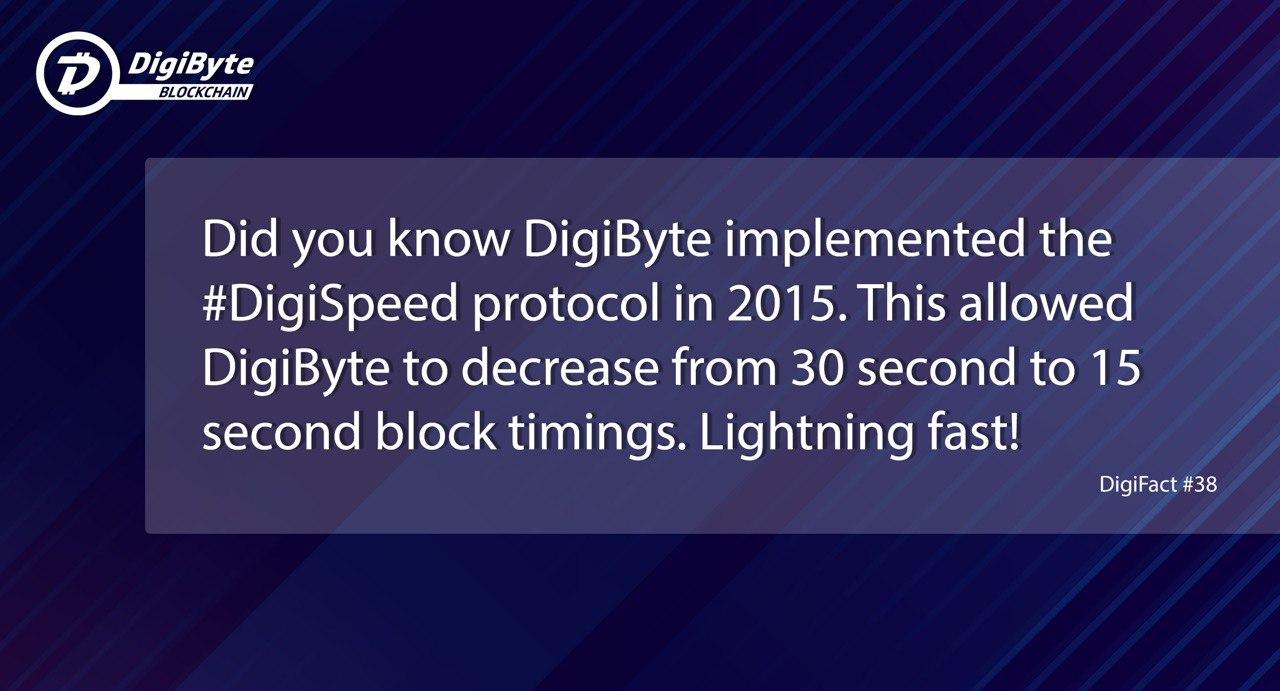 DigiByte
BLOCKCHAIN
Did you know DigiByte implemented the
#DigiSpeed protocol in 2015. This allowed
DigiByte to decrease from 30 second to 15
second block timings. Lightning fast!
DigiFact #38